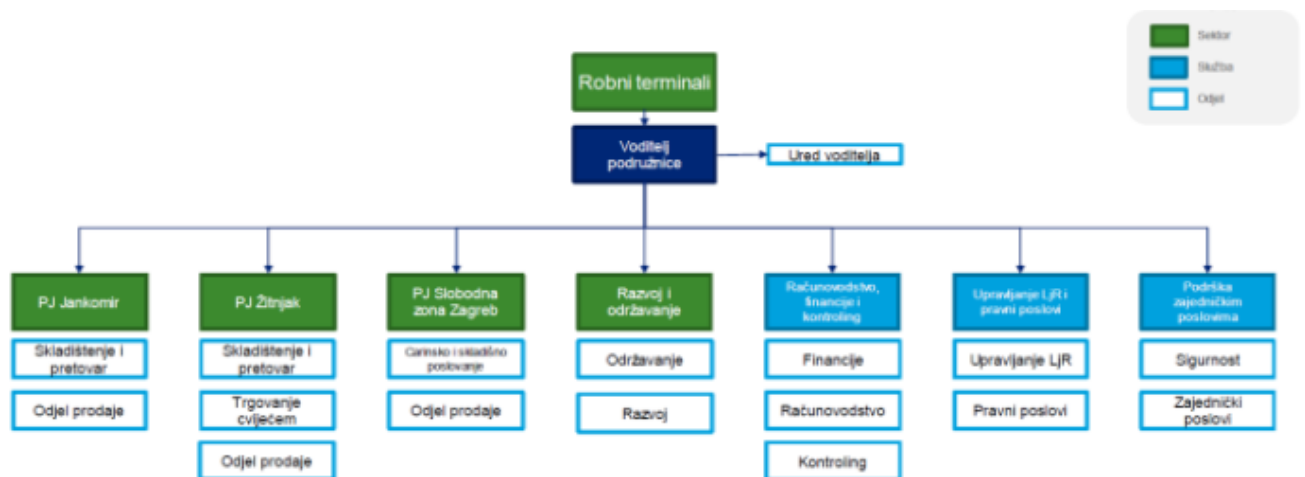 Sektor
Služba
Odjel
Robni terminali
Voditelj
podružnice
Ured voditelja
PJ Jankomir
PJ Žitnjak
PJ Slobodna
zona Zagreb
Razvoj i
održavanje
Računovodstvo,
financije i
kontroling
Upravljanje LjR i
pravni poslovi
Podrška
zajedničkim
poslovima
Skladištenje i
pretovar
Odjel prodaje
Skladištenje i
pretovar
Trgovanje
cvijećem
Odjel prodaje
Carinsko i skladišno
poslovanje
Odjel prodaje
Održavanje
Razvoj
Financije
Računovodstvo
Kontroling
Upravljanje LjR
Pravni poslovi
Sigurnost
Zajednički
poslovi